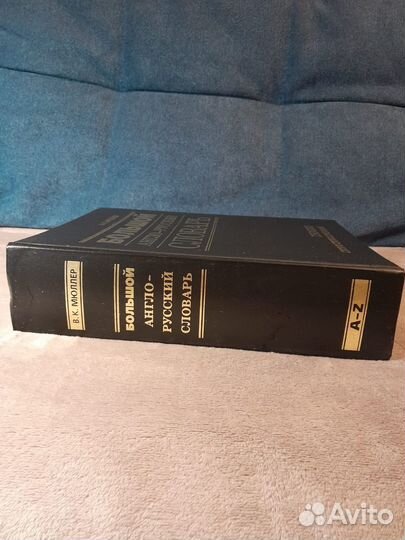 В. К. МЮЛЛЕР
БОЛЬШОЙ
АНГЛО-
РУССКИЙ
СЛОВАРЬ
A-Z
БОЛЬШОЙ
СЛОВАРЬ
Avito